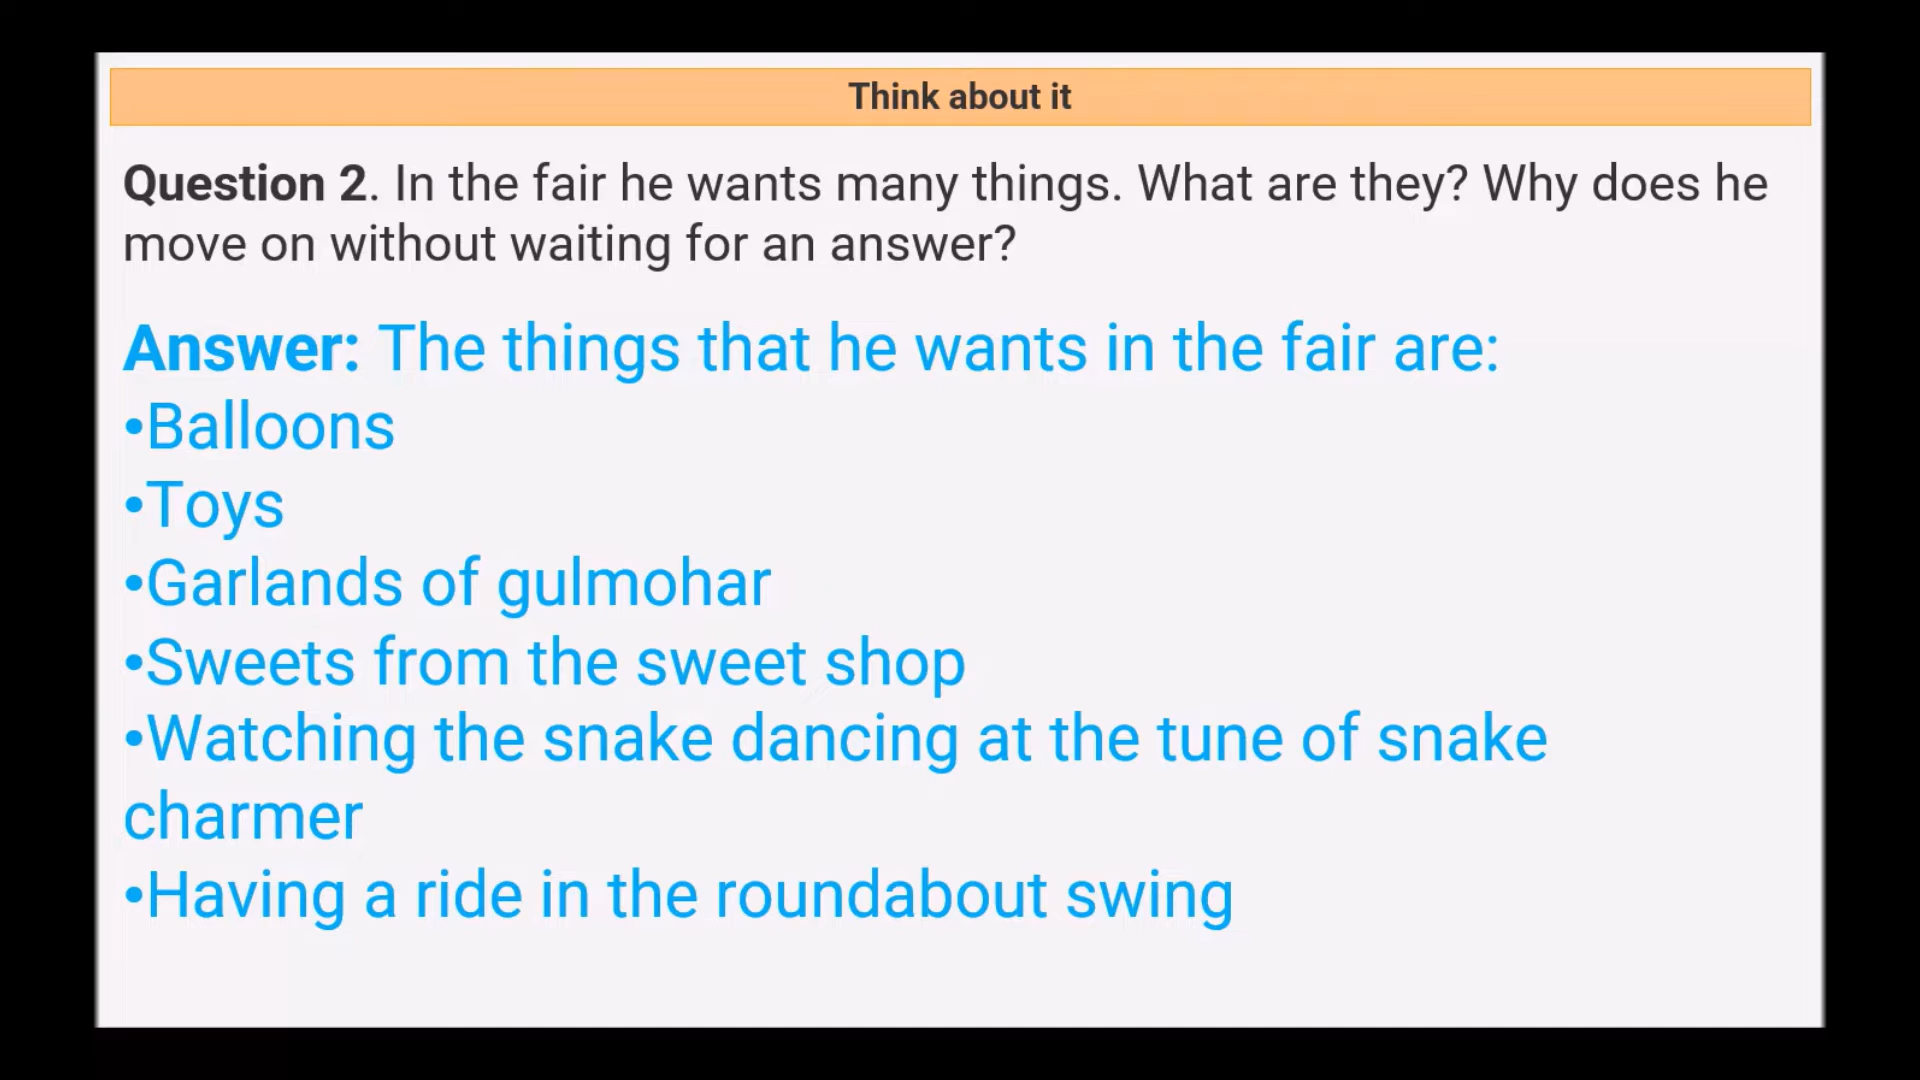 Think about it
Question 2. In the fair he wants many things. What are they? Why does he
move on without waiting for an answer?
Answer: The things that he wants in the fair are:
•Balloons
•Toys
•Garlands of gulmohar
•Sweets from the sweet shop
•Watching the snake dancing at the tune of snake
charmer
•Having a ride in the roundabout swing